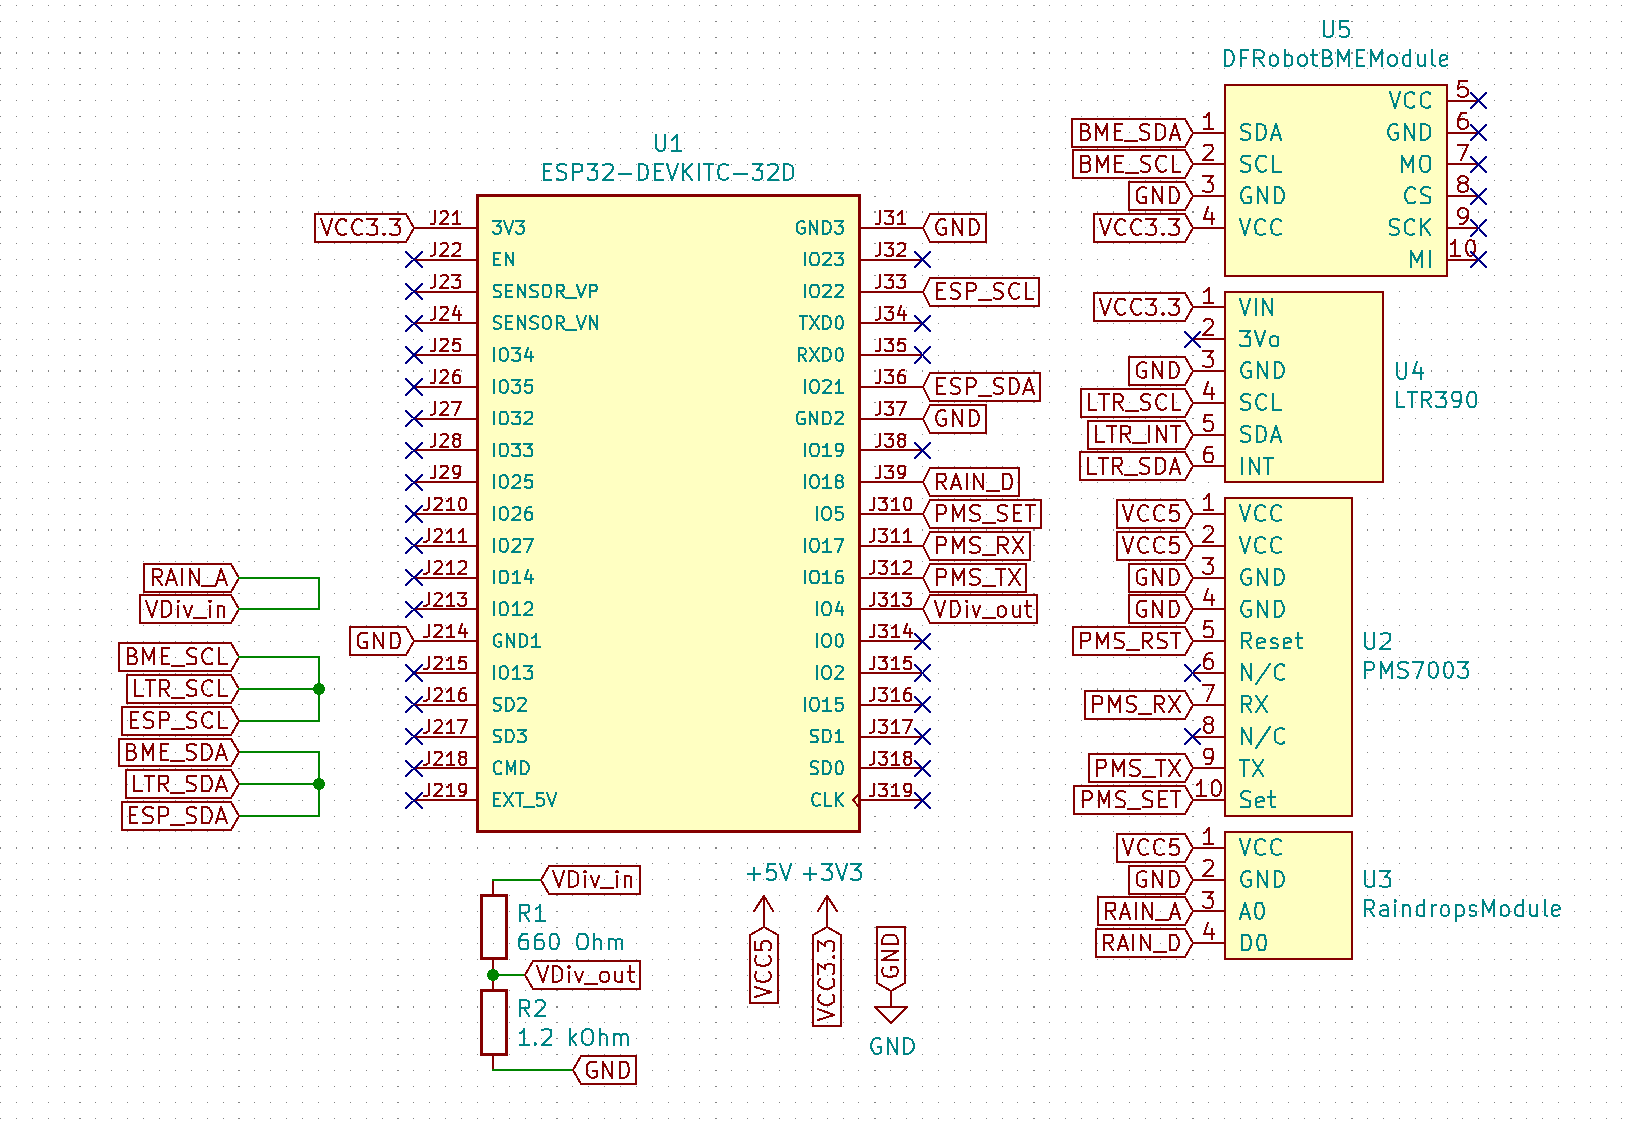 U5
DFRobotBMEModule
BME_SDA 1 SDA
BME_SCL 2 SCL
GND 3 GND
VCC3.3 4 VCC
VCC 5
GND 6
MO 7
CS 8
SCK 9
MI 10
U1
ESP32-DEVKITC-32D
VCC3.3 J21 3V3
J22 EN
J23 SENSOR_VP
J24 SENSOR_VN
J25 IO34
J26 IO35
J27 IO32
J28 IO33
J29 IO25
J210 IO26
J211 IO27
J212 IO14
J213 IO12
GND J214 GND1
J215 IO13
J216 SD2
J217 SD3
J218 CMD
J219 EXT_5V
GND3 J31 GND
IO23 J32
IO22 J33 ESP_SCL
TXD0 J34
RXD0 J35
IO21 J36 ESP_SDA
GND2 J37 GND
IO19 J38
IO18 J39 RAIN_D
IO5 J310 PMS_SET
IO17 J311 PMS_RX
IO16 J312 PMS_TX
IO4 J313 VDiv_out
IO0 J314
IO2 J315
IO15 J316
SD1 J317
SD0 J318
CLK J319
VCC3.3 1 VIN
2 3Vo
GND 3 GND
LTR_SCL 4 SCL
LTR_INT 5 SDA
LTR_SDA 6 INT
U4
LTR390
VCC5 1 VCC
VCC5 2 VCC
GND 3 GND
GND 4 GND
PMS_RST 5 Reset
6 N/C
PMS_RX 7 RX
8 N/C
PMS_TX 9 TX
PMS_SET 10 Set
U2
PMS7003
VCC5 1 VCC
GND 2 GND
RAIN_A 3 A0
RAIN_D 4 D0
U3
RaindropsModule
RAIN_A
VDiv_in
BME_SCL
LTR_SCL
ESP_SCL
BME_SDA
LTR_SDA
ESP_SDA
VDiv_in
R1
660 Ohm
VDiv_out
R2
1.2 kOhm
GND
+5V
VCC5
+3V3
VCC3.3
GND
GND